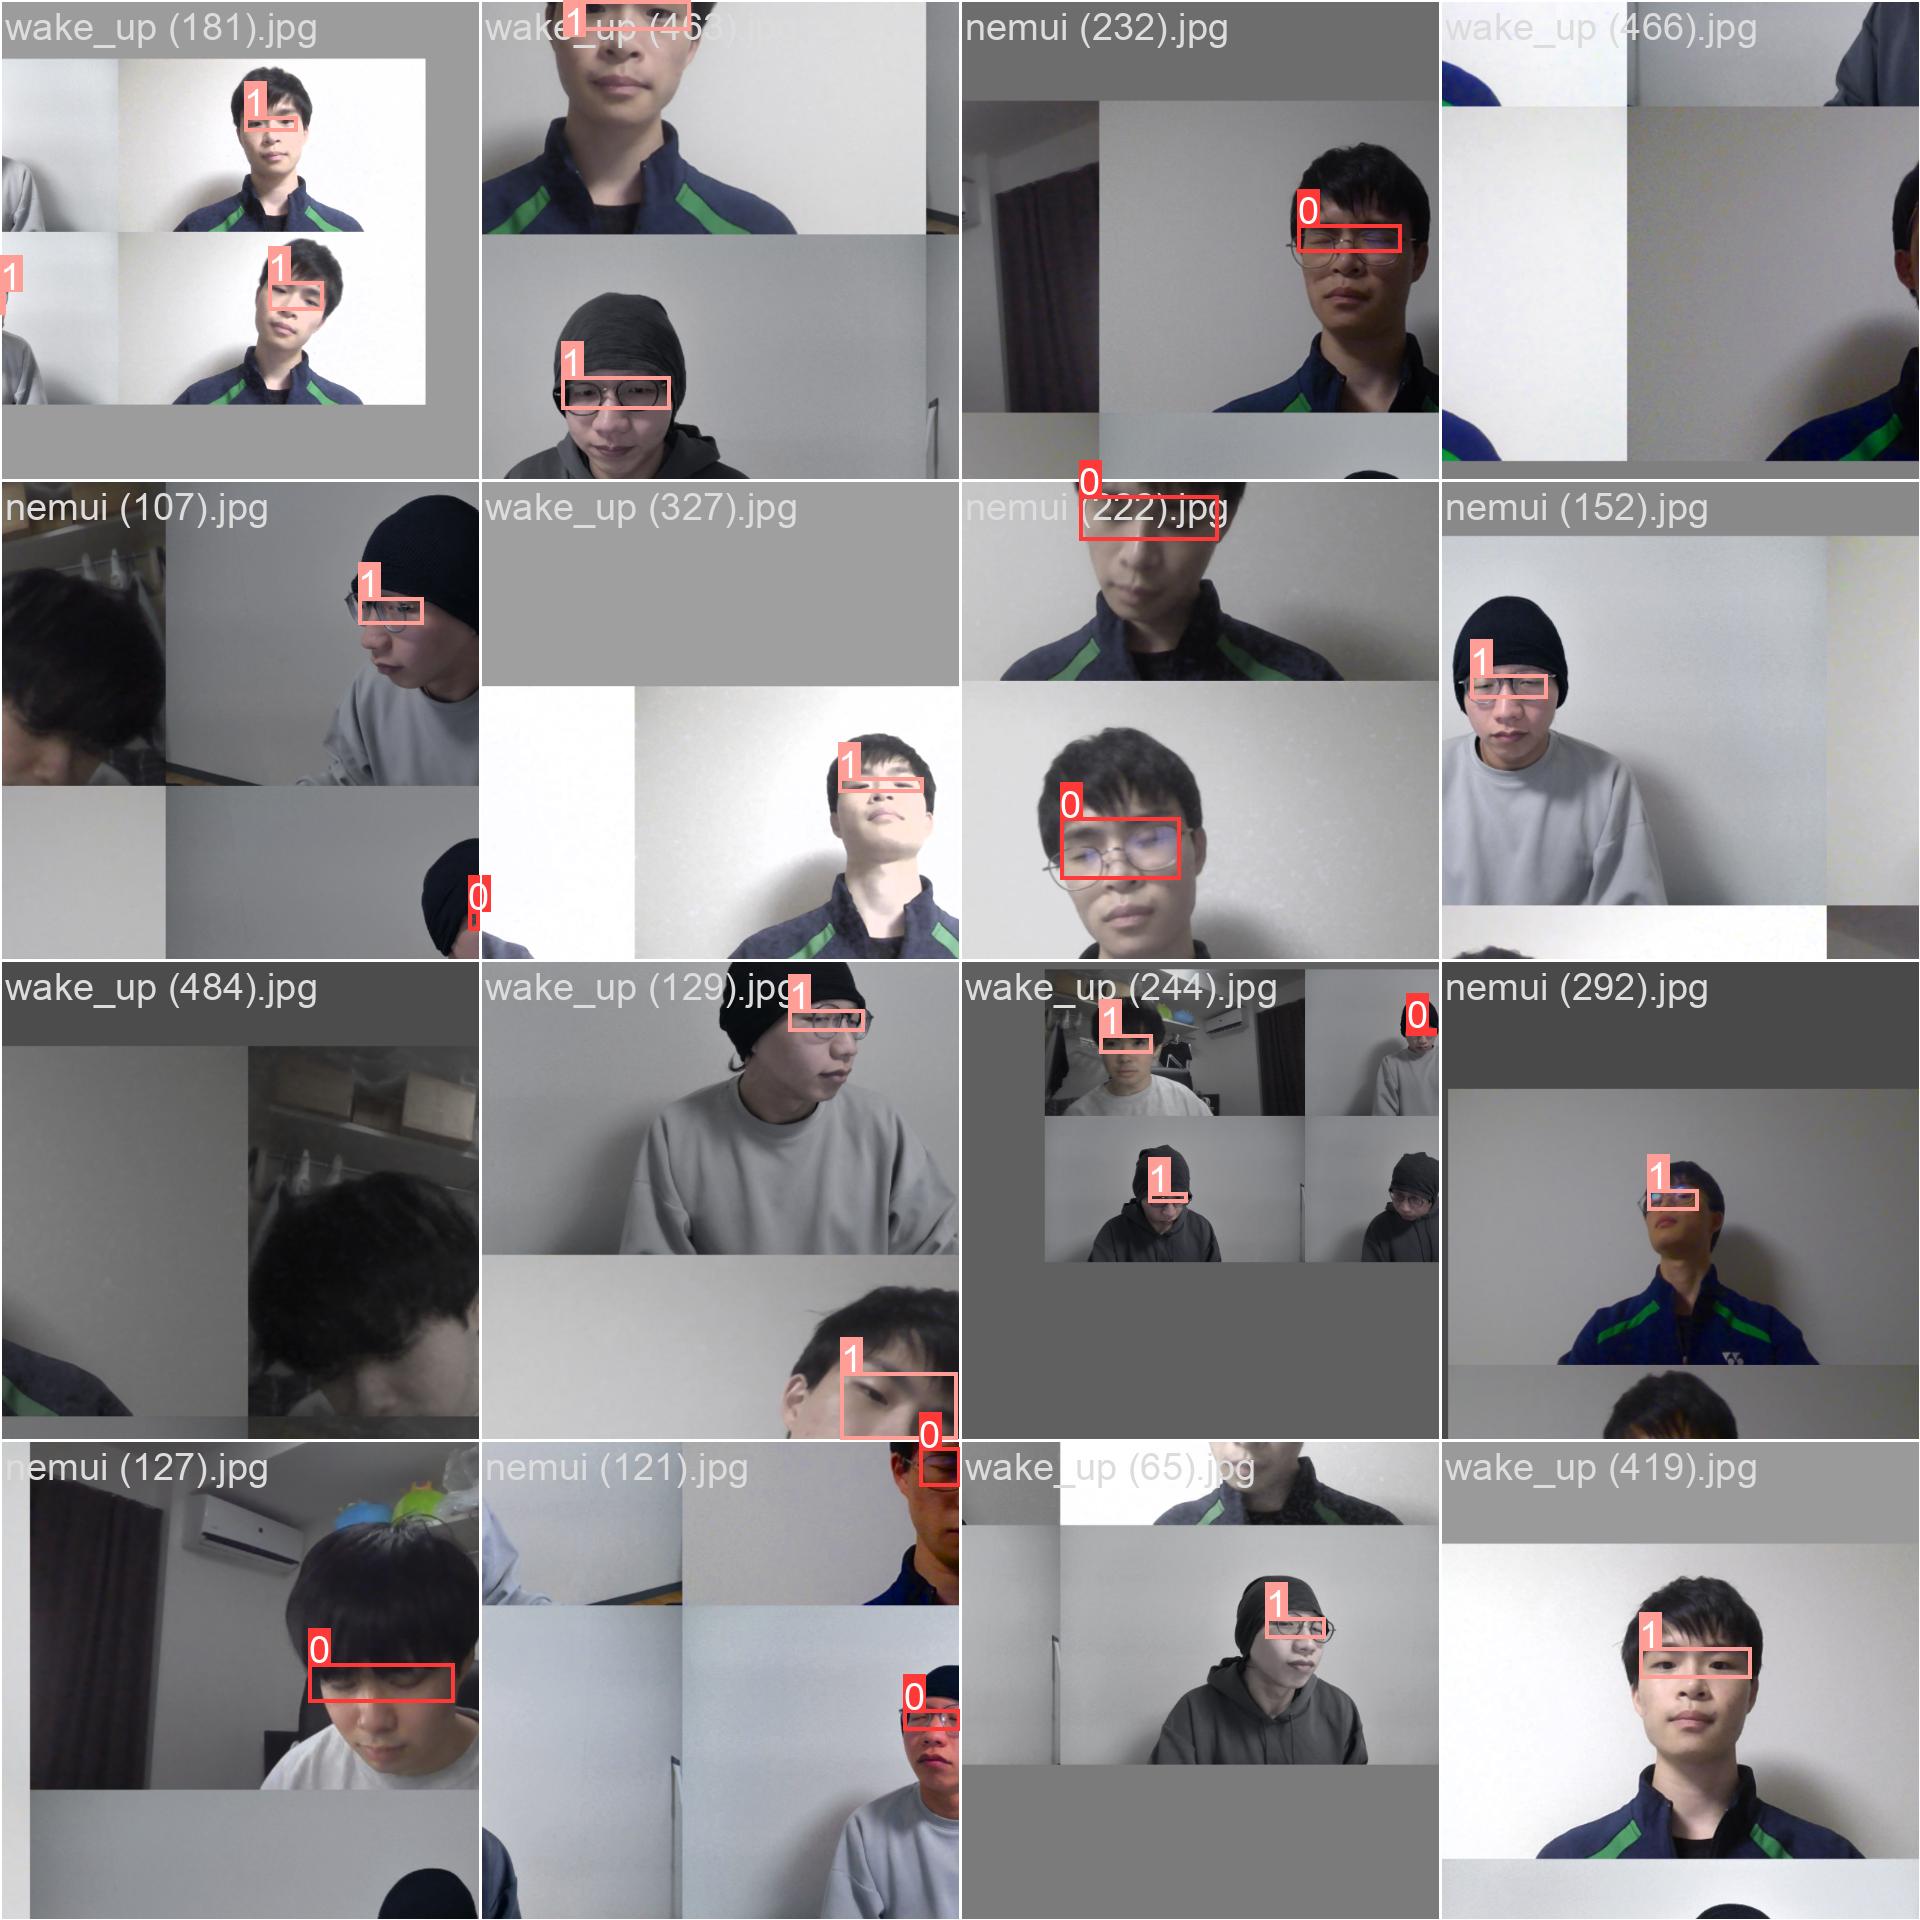 wake_up (181).jpg
1
1
1
wake_up (463).jpg
1
1
nemui (232).jpg
0
wake_up (466).jpg
nemui (107).jpg
1
0
wake_up (327).jpg
1
nemui (222).jpg
0
0
nemui (152).jpg
1
wake_up (484).jpg
wake_up (129).jpg
1
1
wake_up (244).jpg
1
0
1
nemui (292).jpg
1
nemui (127).jpg
0
nemui (121).jpg
0
0
wake_up (65).jpg
1
wake_up (419).jpg
1